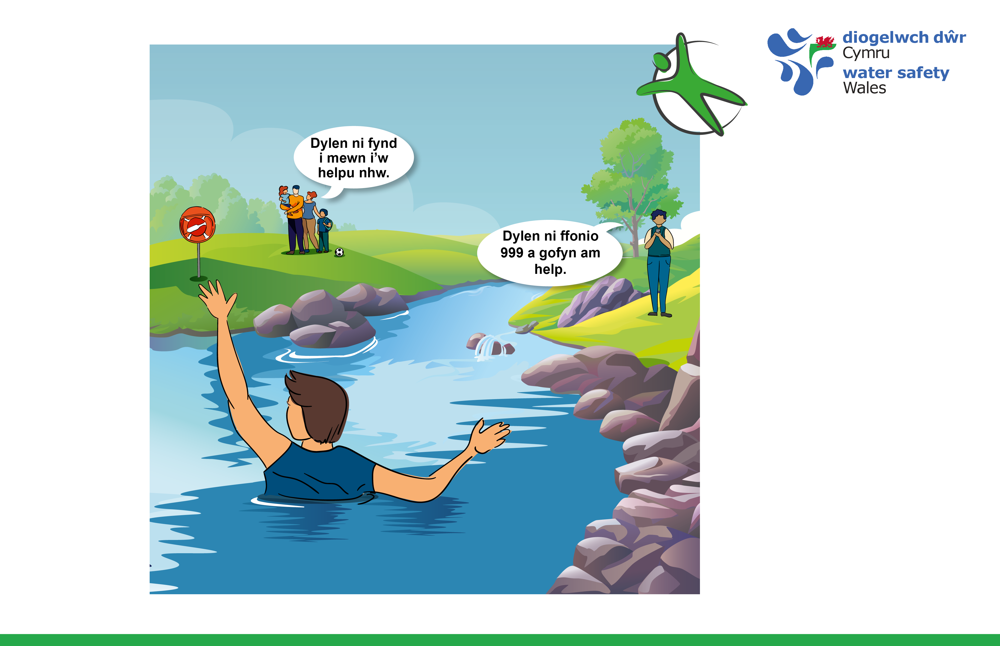 diogelwch dŵr
Cymru
water safety
Wales
Dylen ni fynd
i mewn i’w
helpu nhw.
Dylen ni ffonio
999 a gofyn am
help.